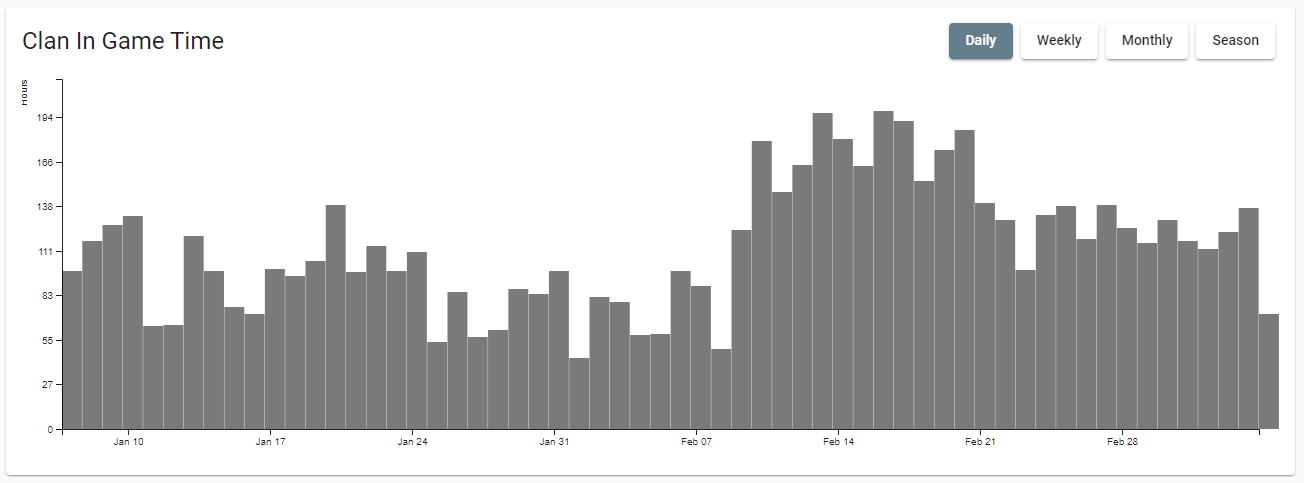 Clan In Game Time
Daily
Weekly
Monthly
Season
Hours
194
166
138
111
83
55
27
0
Jan 10
Jan 17
Jan 24
Jan 31
Feb 07
Feb 14
Feb 21
Feb 28